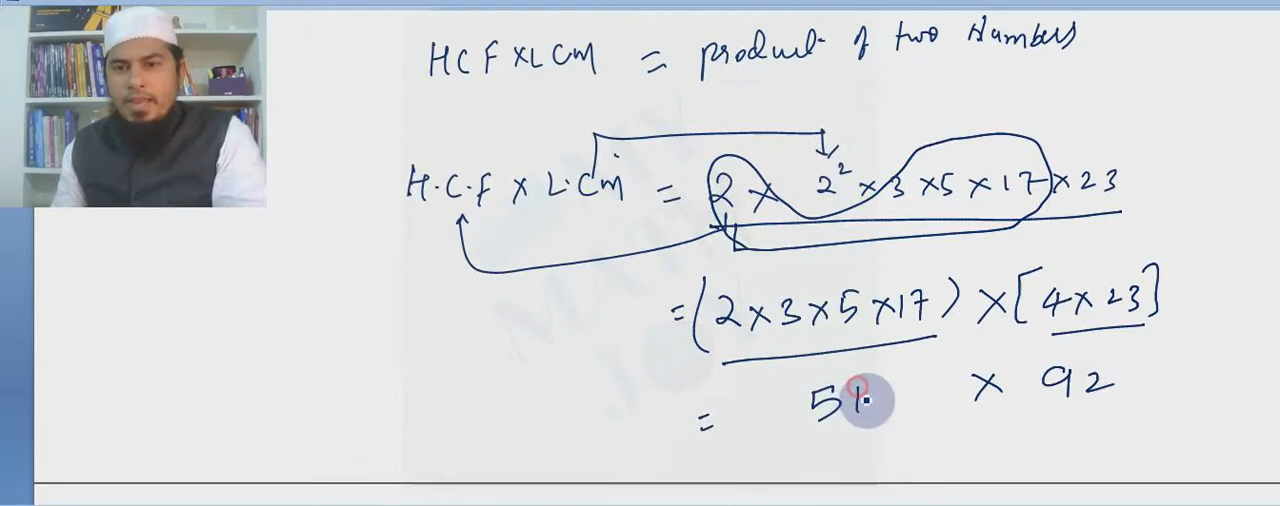 HCF×LCM = product of two Numbers
H.C.F × L.Cm = 2 × 2² × 3 × 5 × 17 × 23
= (2×3×5×17) × [4×23]
= 51 × 92